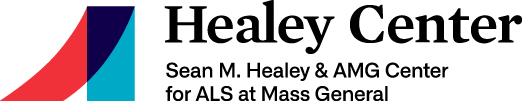 Healey Center
Sean M. Healey & AMG Center
for ALS at Mass General